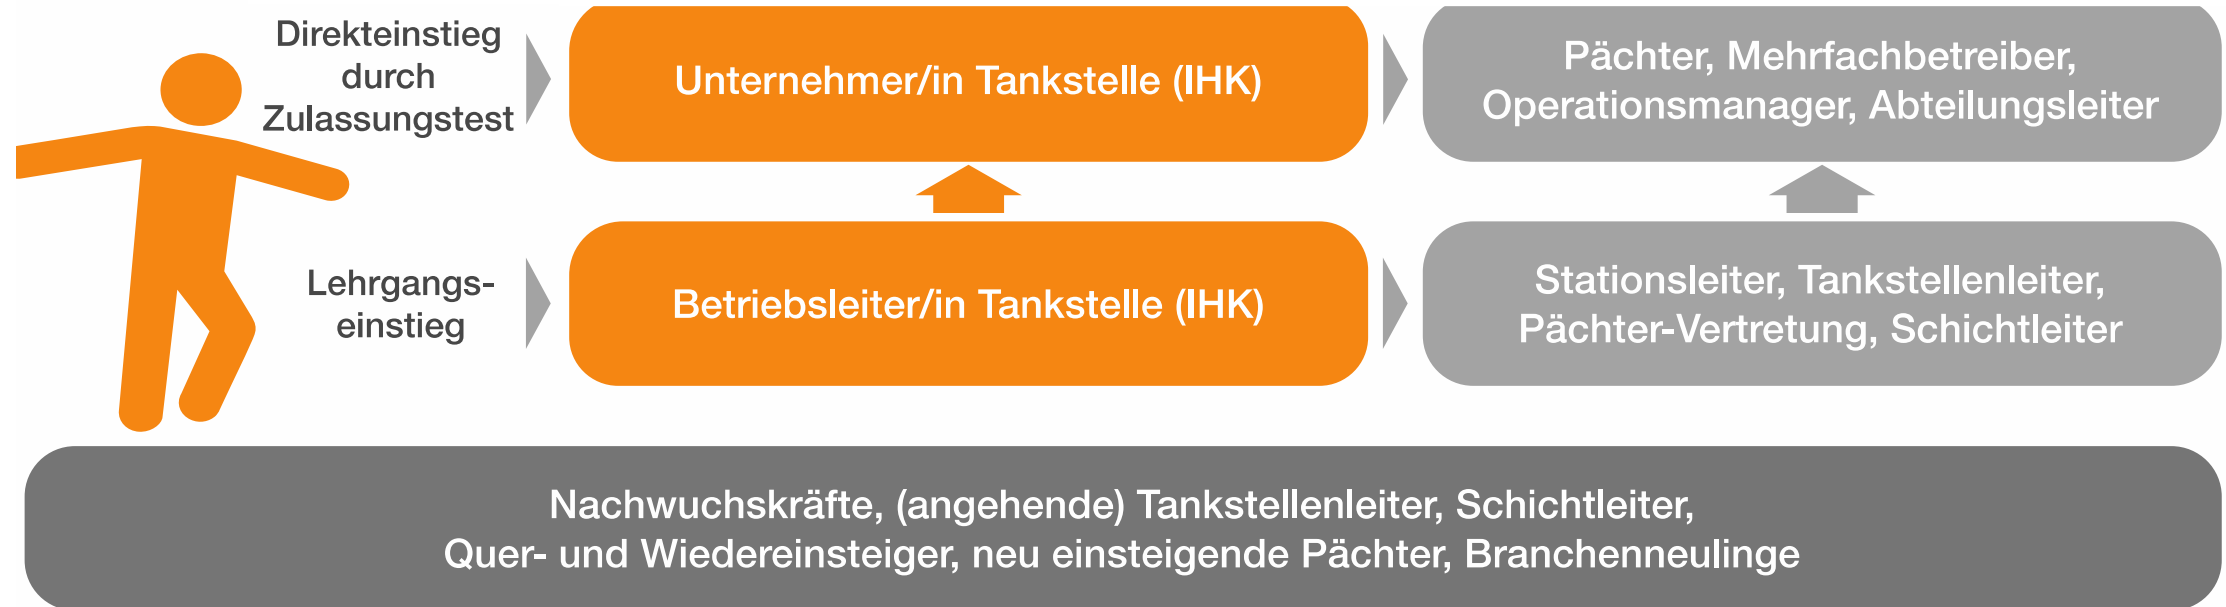 Direkteinstieg
durch
Zulassungstest
Unternehmer/in Tankstelle (IHK)
Pächter, Mehrfachbetreiber,
Operationsmanager, Abteilungsleiter
Lehrgangs-
einstieg
Betriebsleiter/in Tankstelle (IHK)
Stationsleiter, Tankstellenleiter,
Pächter-Vertretung, Schichtleiter
Nachwuchskräfte, (angehende) Tankstellenleiter, Schichtleiter,
Quer- und Wiedereinsteiger, neu einsteigende Pächter, Branchenneulinge